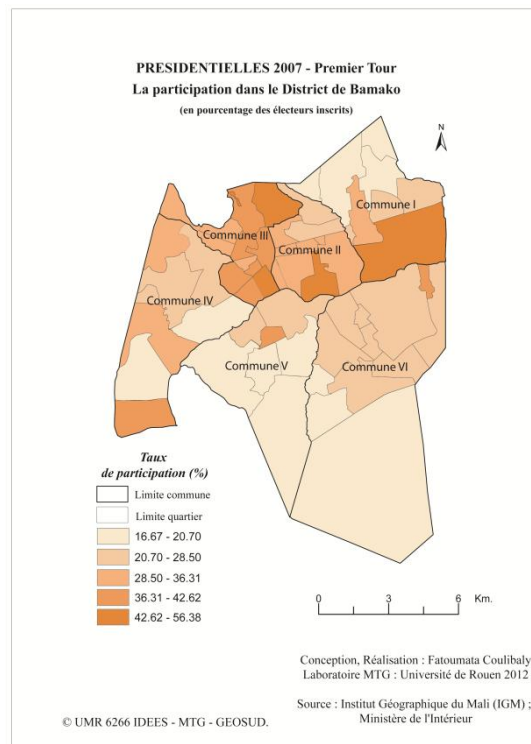 PRESIDENTIELLES 2007 - Premier Tour
La participation dans le District de Bamako
(en pourcentage des électeurs inscrits)
N
Commune I
Commune III
Commune II
Commune IV
Commune V
Commune VI
Taux
de participation (%)
Limite commune
Limite quartier
16.67 - 20.70
20.70 - 28.50
28.50 - 36.31
36.31 - 42.62
42.62 - 56.38
0 3 6 Km.
Conception, Réalisation : Fatoumata Coulibaly
Laboratoire MTG : Université de Rouen 2012
Source : Institut Géographique du Mali (IGM) ;
Ministère de l'Intérieur
© UMR 6266 IDEES - MTG - GEOSUD.